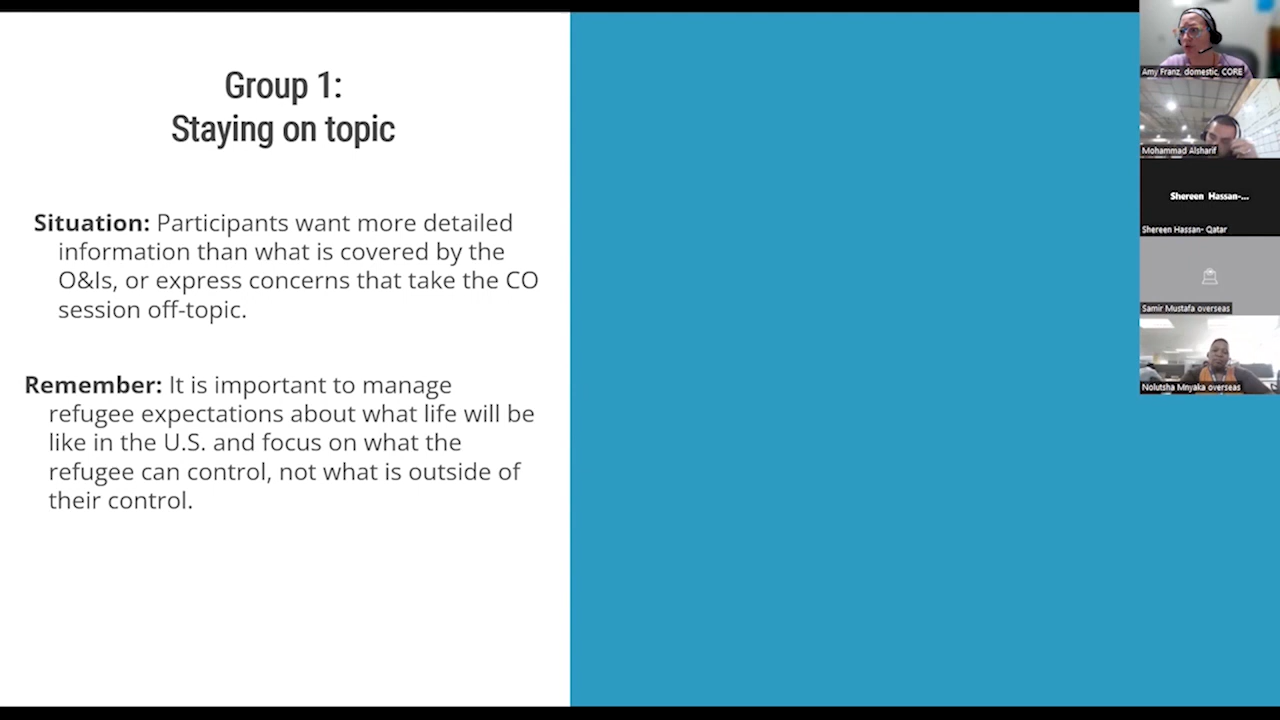 Group 1:
Staying on topic
Situation: Participants want more detailed
information than what is covered by the
O&Is, or express concerns that take the CO
session off-topic.
Remember: It is important to manage
refugee expectations about what life will be
like in the U.S. and focus on what the
refugee can control, not what is outside of
their control.
Amy Franz, domestic, CORE
Mohammad Alsharif
Shereen Hassan-...
Shereen Hassan- Qatar
Samir Mustafa overseas
Nolutsha Mnyaka overseas